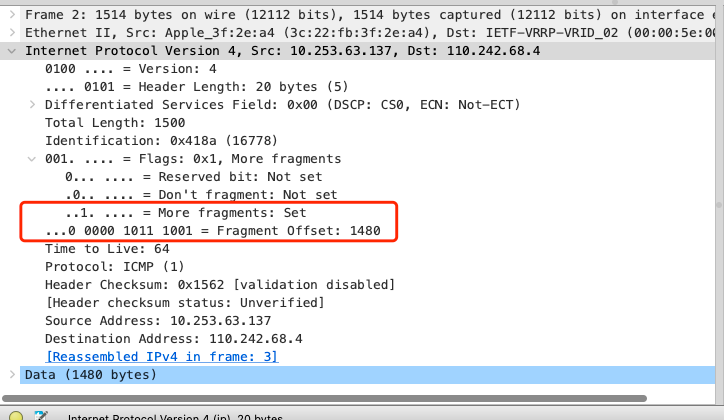 Frame 2: 1514 bytes on wire (12112 bits), 1514 bytes captured (12112 bits) on interface
Ethernet II, Src: Apple_3f:2e:a4 (3c:22:fb:3f:2e:a4), Dst: IETF-VRRP-VRID_02 (00:00:5e:00
Internet Protocol Version 4, Src: 10.253.63.137, Dst: 110.242.68.4
0100 .... = Version: 4
.... 0101 = Header Length: 20 bytes (5)
Differentiated Services Field: 0x00 (DSCP: CS0, ECN: Not-ECT)
Total Length: 1500
Identification: 0x418a (16778)
001. .... = Flags: 0x1, More fragments
0... .... = Reserved bit: Not set
.0.. .... = Don't fragment: Not set
..1. .... = More fragments: Set
...0 0000 1011 1001 = Fragment Offset: 1480
Time to Live: 64
Protocol: ICMP (1)
Header Checksum: 0x1562 [validation disabled]
[Header checksum status: Unverified]
Source Address: 10.253.63.137
Destination Address: 110.242.68.4
[Reassembled IPv4 in frame: 3]
Data (1480 bytes)
Internet Protocol Version 4 (ip), 20 bytes